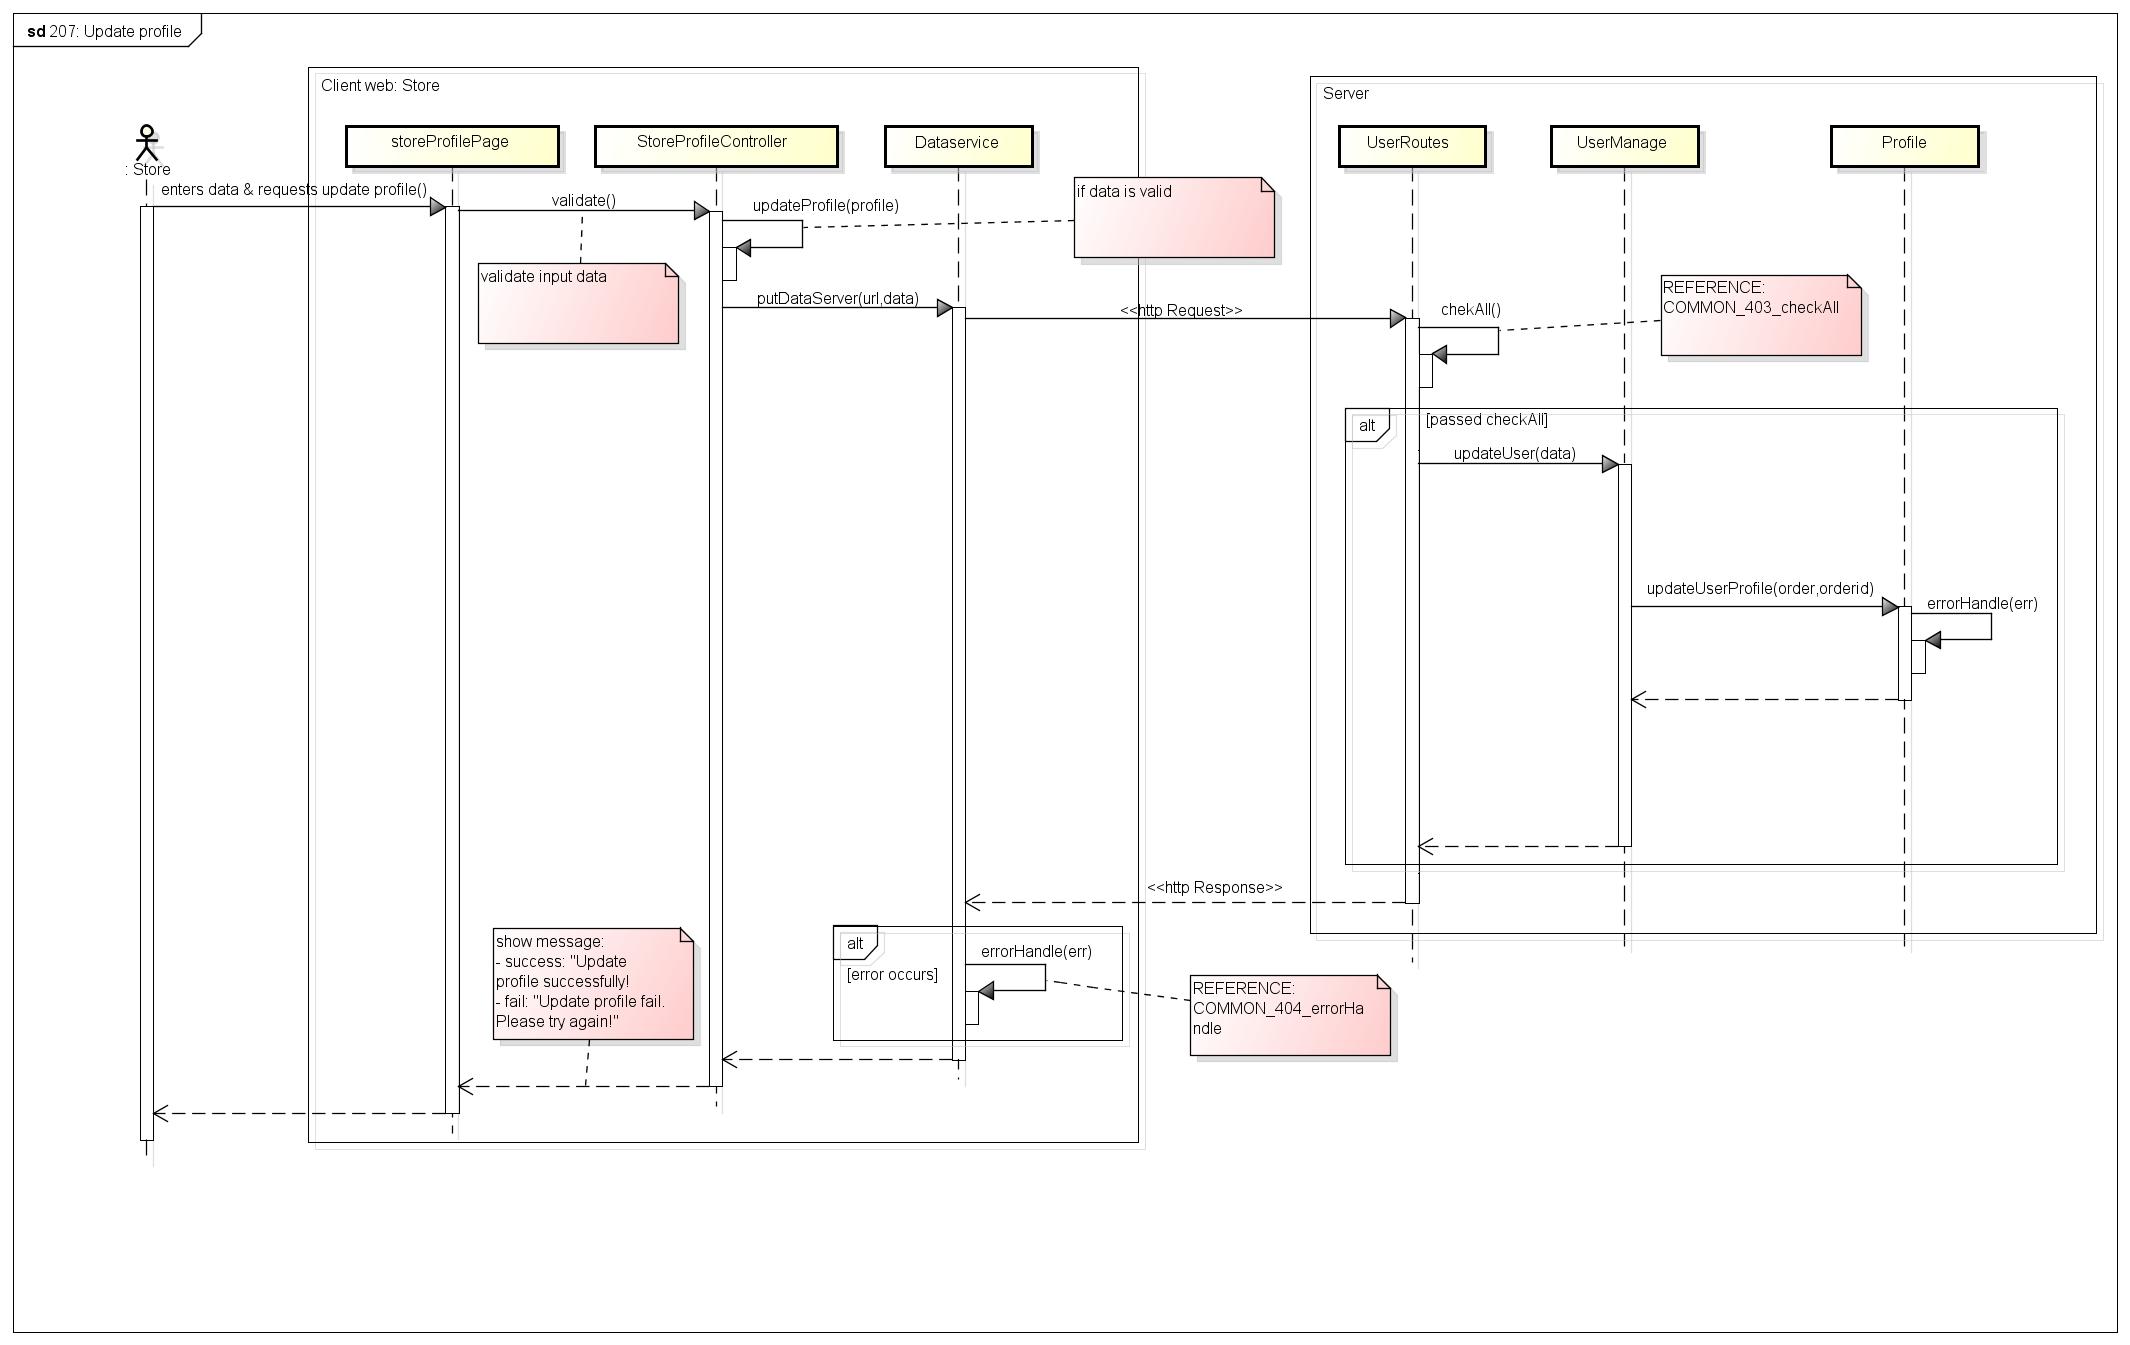 sd 207: Update profile
Client web: Store
Server
: Store
storeProfilePage
StoreProfileController
Dataservice
UserRoutes
UserManage
Profile
enters data & requests update profile()
validate()
updateProfile(profile)
if data is valid
validate input data
putDataServer(url,data)
<<http Request>>
chekAll()
REFERENCE:
COMMON_403_checkAll
alt
[passed checkAll]
updateUser(data)
updateUserProfile(order,orderid)
errorHandle(err)
<<http Response>>
show message:
- success: "Update
profile successfully!
- fail: "Update profile fail.
Please try again!"
alt
[error occurs]
errorHandle(err)
REFERENCE:
COMMON_404_errorHa
ndle